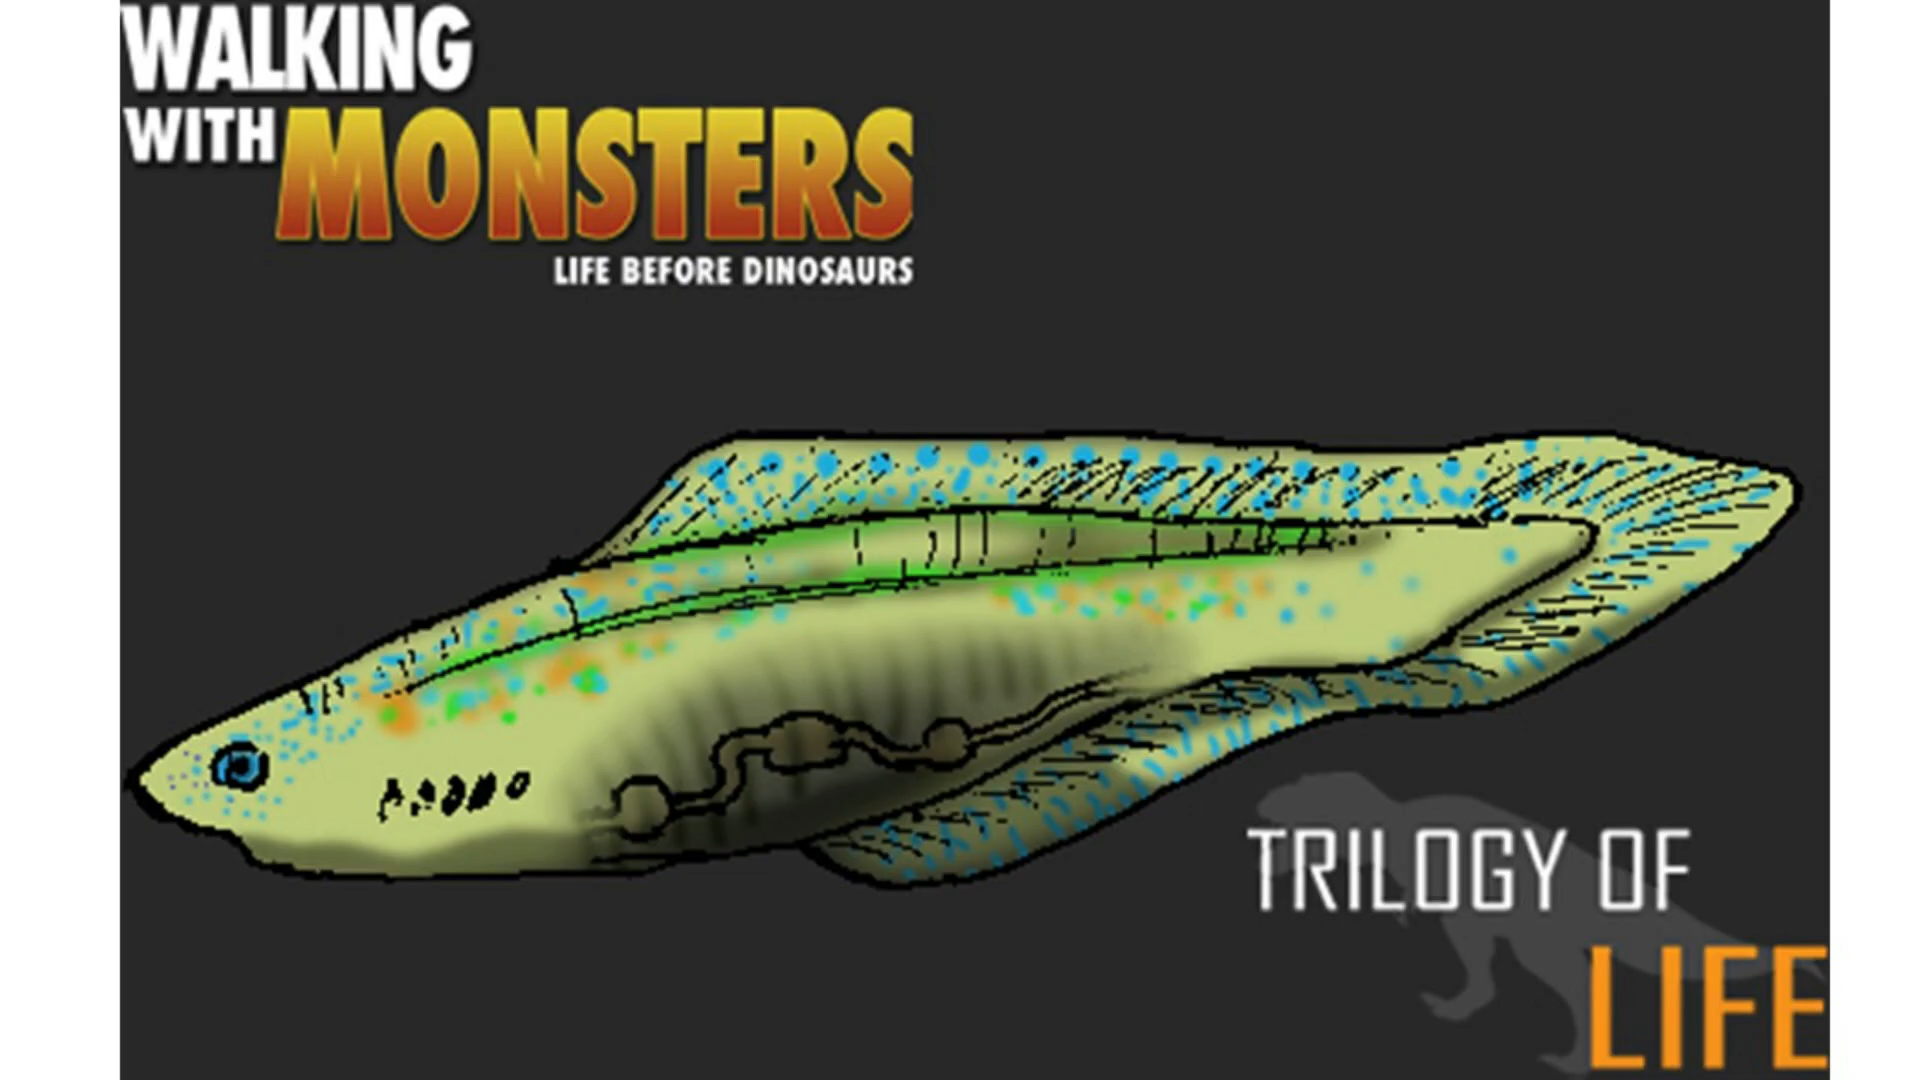 WALKING
WITH MONSTERS
LIFE BEFORE DINOSAURS
TRILOGY OF
LIFE